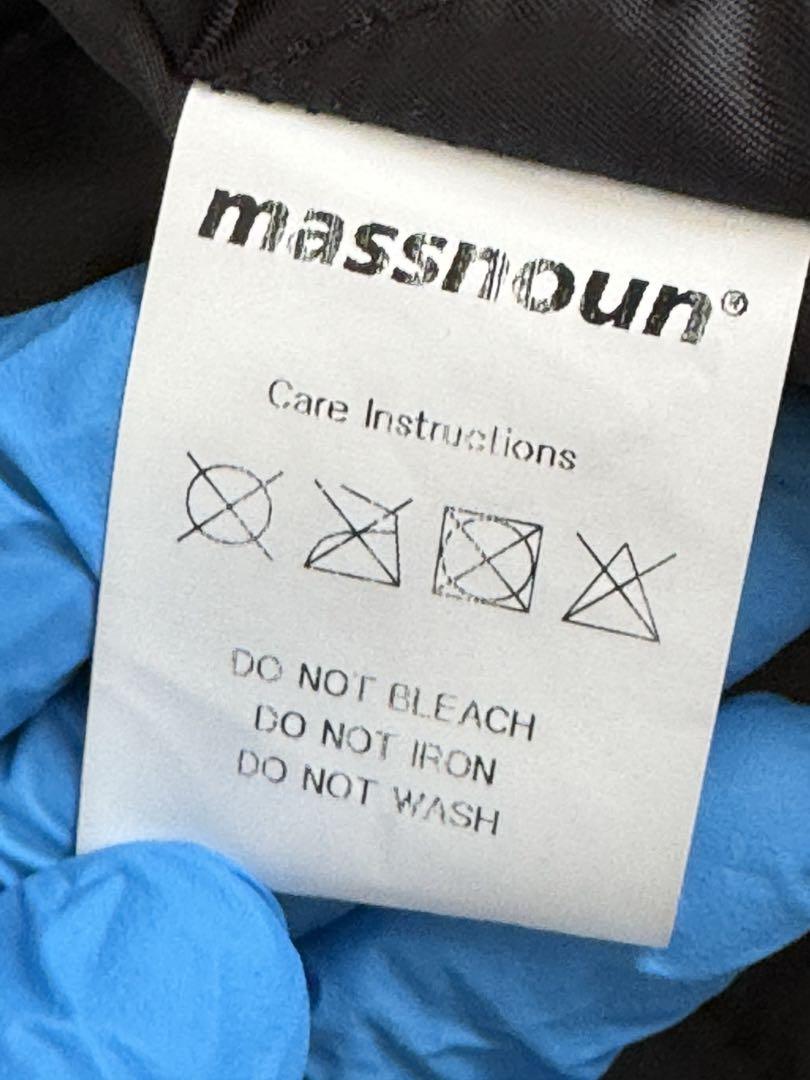 massnoun®
Care Instructions
DO NOT BLEACH
DO NOT IRON
DO NOT WASH